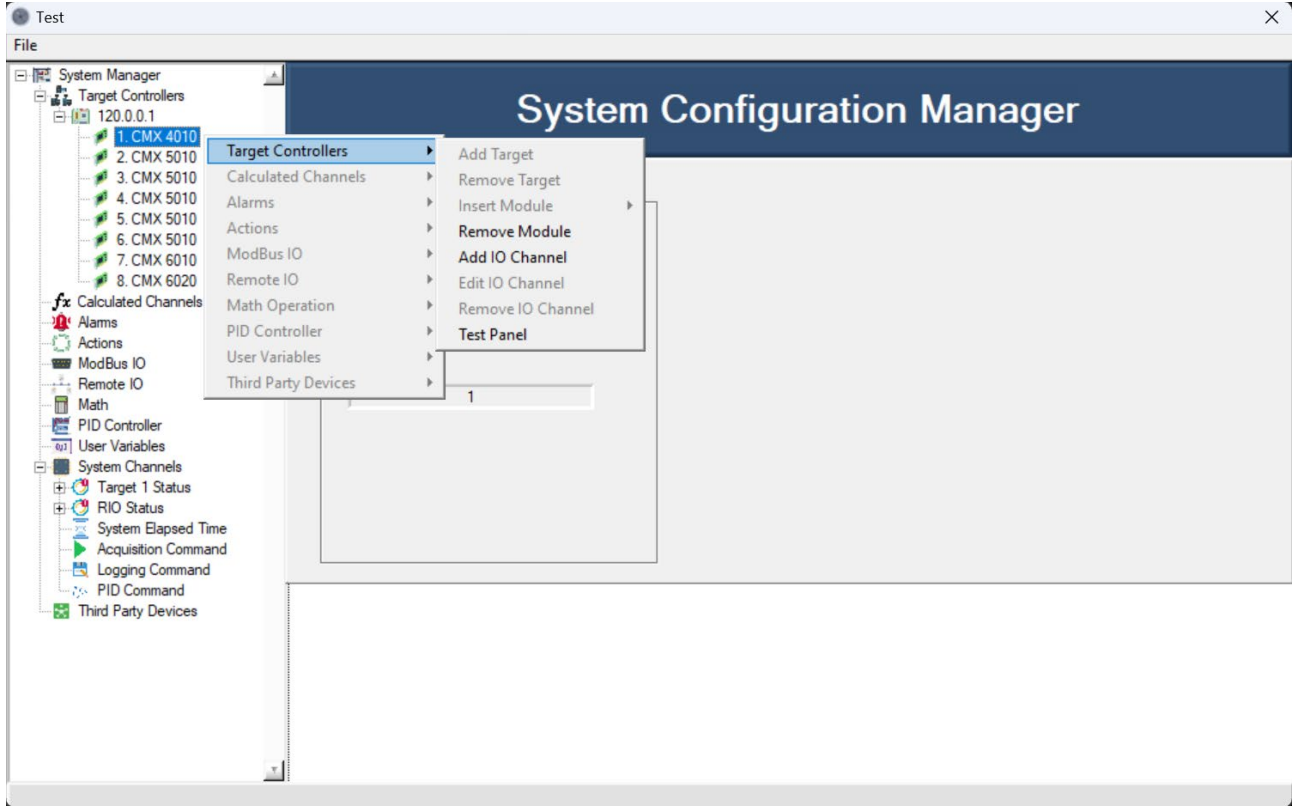 Test
File
System Manager
Target Controllers
120.0.0.1
1. CMX 4010
2. CMX 5010
3. CMX 5010
4. CMX 5010
5. CMX 5010
6. CMX 5010
7. CMX 6010
8. CMX 6020
fx Calculated Channels
Alarms
Actions
ModBus IO
Remote IO
Math
PID Controller
User Variables
System Channels
Target 1 Status
RIO Status
System Elapsed Time
Acquisition Command
Logging Command
PID Command
Third Party Devices
System Configuration Manager
Target Controllers
Calculated Channels
Alarms
Actions
ModBus IO
Remote IO
Math Operation
PID Controller
User Variables
Third Party Devices
Add Target
Remove Target
Insert Module
Remove Module
Add IO Channel
Edit IO Channel
Remove IO Channel
Test Panel
1